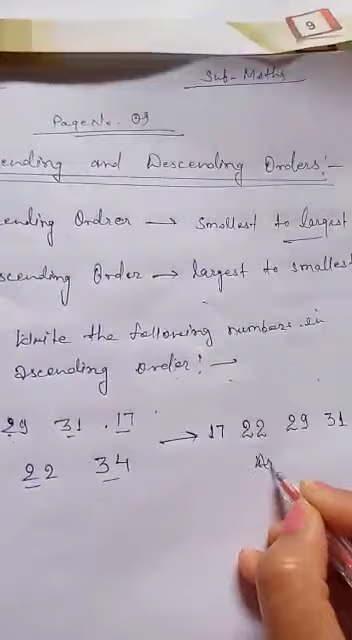 9
Sub- Maths
Page No. 09
ending and Descending Orders:-
ending Ordrer → smallest to largest
scending Order → largest to smallest
Write the following numbers in
Ascending order! →
29 31 . 17 → 17 22 29 31
22 34